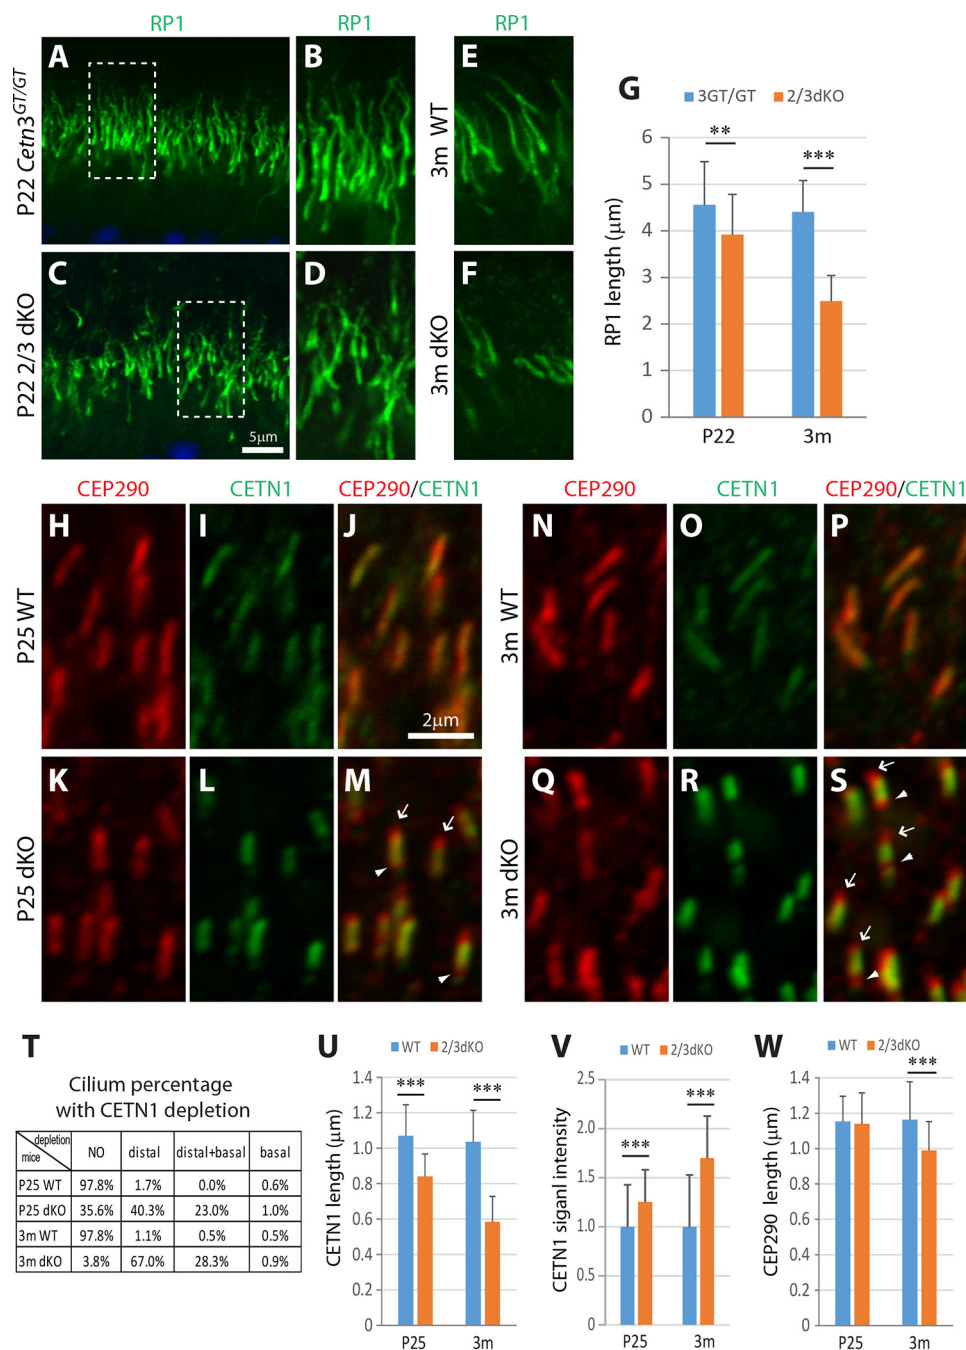 RP1
RP1
RP1
P22 Cetn3GT/GT
A
B
3m WT
E
G
3GT/GT
2/3dKO
RP1 length (μm)
6
5
4
3
2
1
0
**
***
P22
3m
P22 2/3 dKO
C
5μm
D
3m dKO
F
CEP290
CETN1
CEP290/CETN1
CEP290
CETN1
CEP290/CETN1
P25 WT
H
I
J
2μm
3m WT
N
O
P
P25 dKO
K
L
M
3m dKO
Q
R
S
T
Cilium percentage
with CETN1 depletion
depletion
mice
NO distal distal+basal basal
P25 WT 97.8% 1.7% 0.0% 0.6%
P25 dKO 35.6% 40.3% 23.0% 1.0%
3m WT 97.8% 1.1% 0.5% 0.5%
3m dKO 3.8% 67.0% 28.3% 0.9%
U
WT
2/3dKO
CETN1 length (μm)
1.4
1.2
1.0
0.8
0.6
0.4
0.2
0
***
***
P25
3m
V
WT
2/3dKO
CETN1 siganl intensity
2.5
2.0
1.5
1.0
0.5
0
***
***
P25
3m
W
WT
2/3dKO
CEP290 length (μm)
1.4
1.2
1.0
0.8
0.6
0.4
0.2
0
***
P25
3m